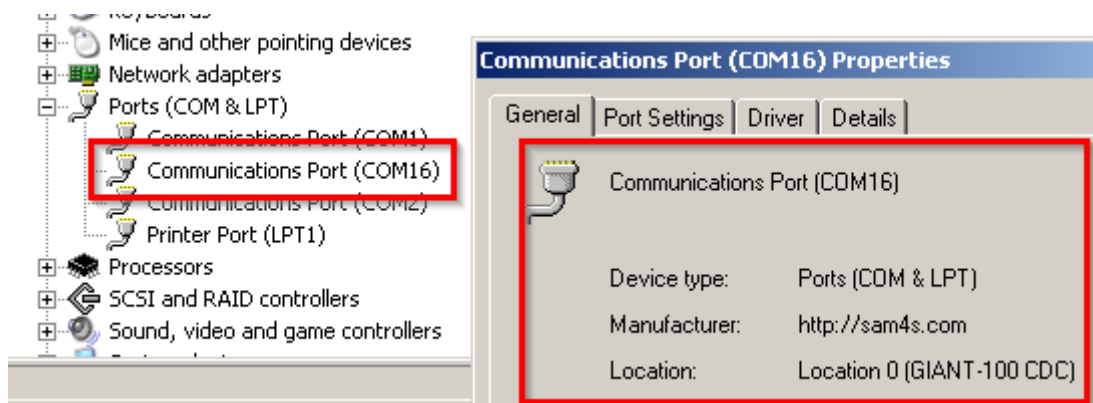 Keyboards
Mice and other pointing devices
Network adapters
Ports (COM & LPT)
Communications Port (COM1)
Communications Port (COM16)
Communications Port (COM2)
Printer Port (LPT1)
Processors
SCSI and RAID controllers
Sound, video and game controllers
Communications Port (COM16) Properties
General Port Settings Driver Details
Communications Port (COM16)
Device type: Ports (COM & LPT)
Manufacturer: http://sam4s.com
Location: Location 0 (GIANT-100 CDC)